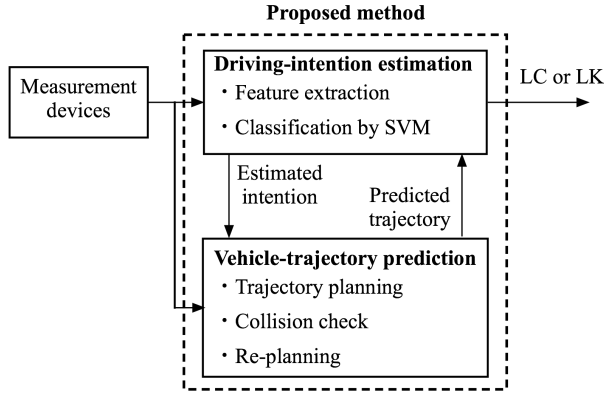 Proposed method
Measurement
devices
Driving-intention estimation
・Feature extraction
・Classification by SVM
LC or LK
Estimated
intention
Predicted
trajectory
Vehicle-trajectory prediction
・Trajectory planning
・Collision check
・Re-planning